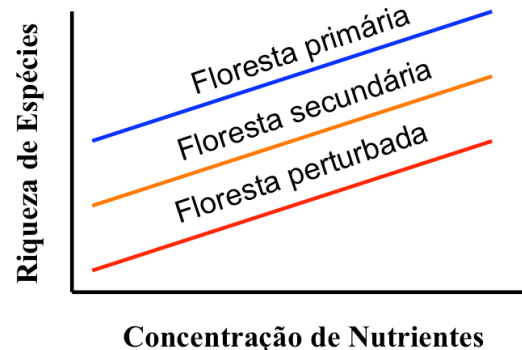 Riqueza de Espécies
Floresta primária
Floresta secundária
Floresta perturbada
Concentração de Nutrientes